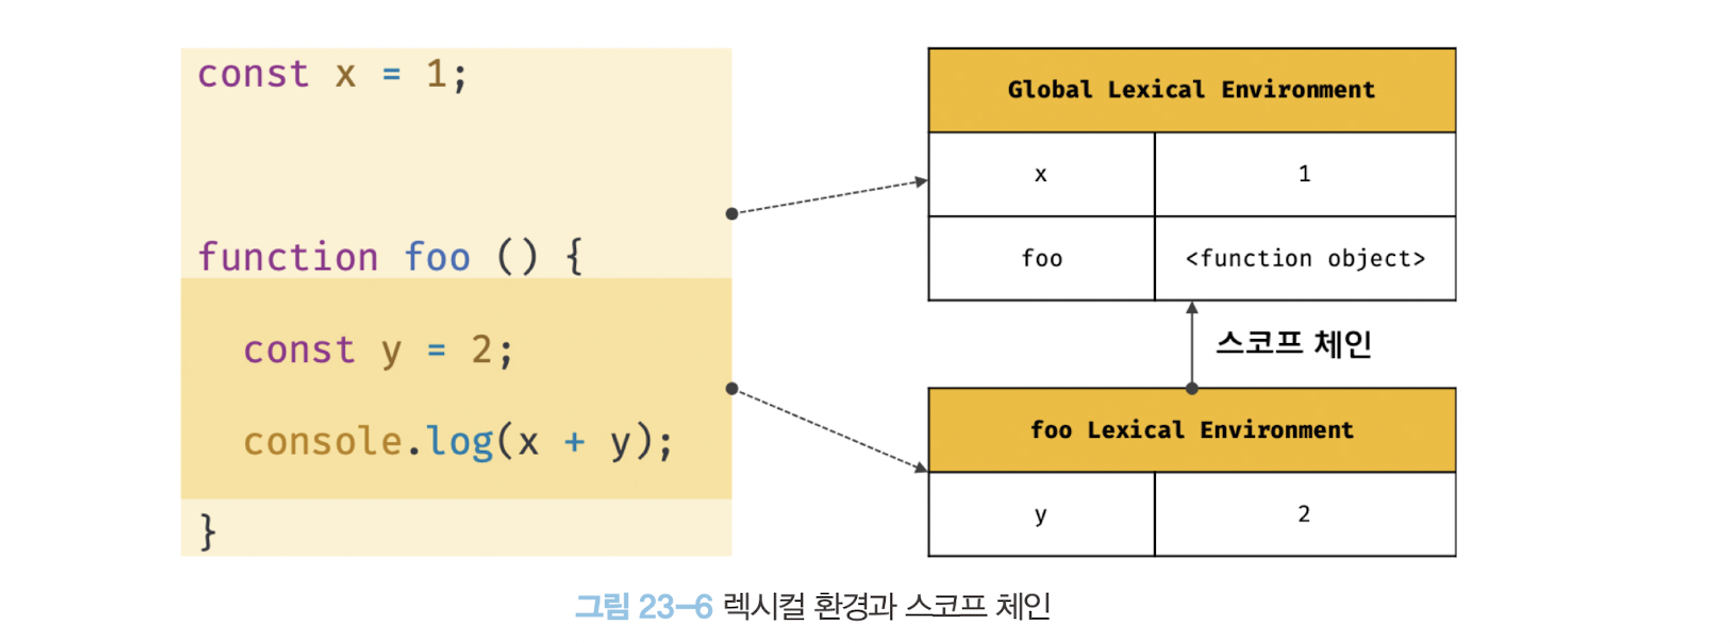 const x = 1;
function foo () {
const y = 2;
console.log(x + y);
}
Global Lexical Environment
x 1
foo <function object>
스코프 체인
foo Lexical Environment
y 2
그림 23-6 렉시컬 환경과 스코프 체인